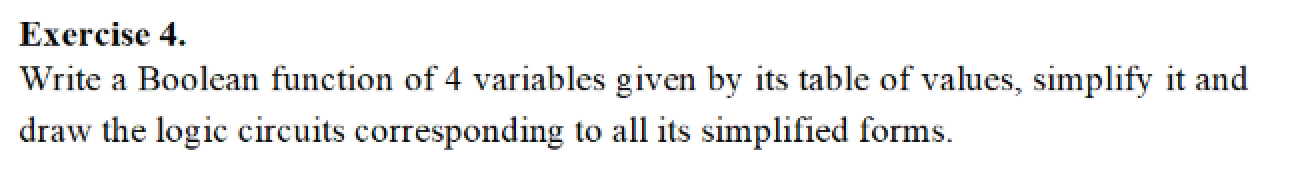 Exercise 4.
Write a Boolean function of 4 variables given by its table of values, simplify it and
draw the logic circuits corresponding to all its simplified forms.